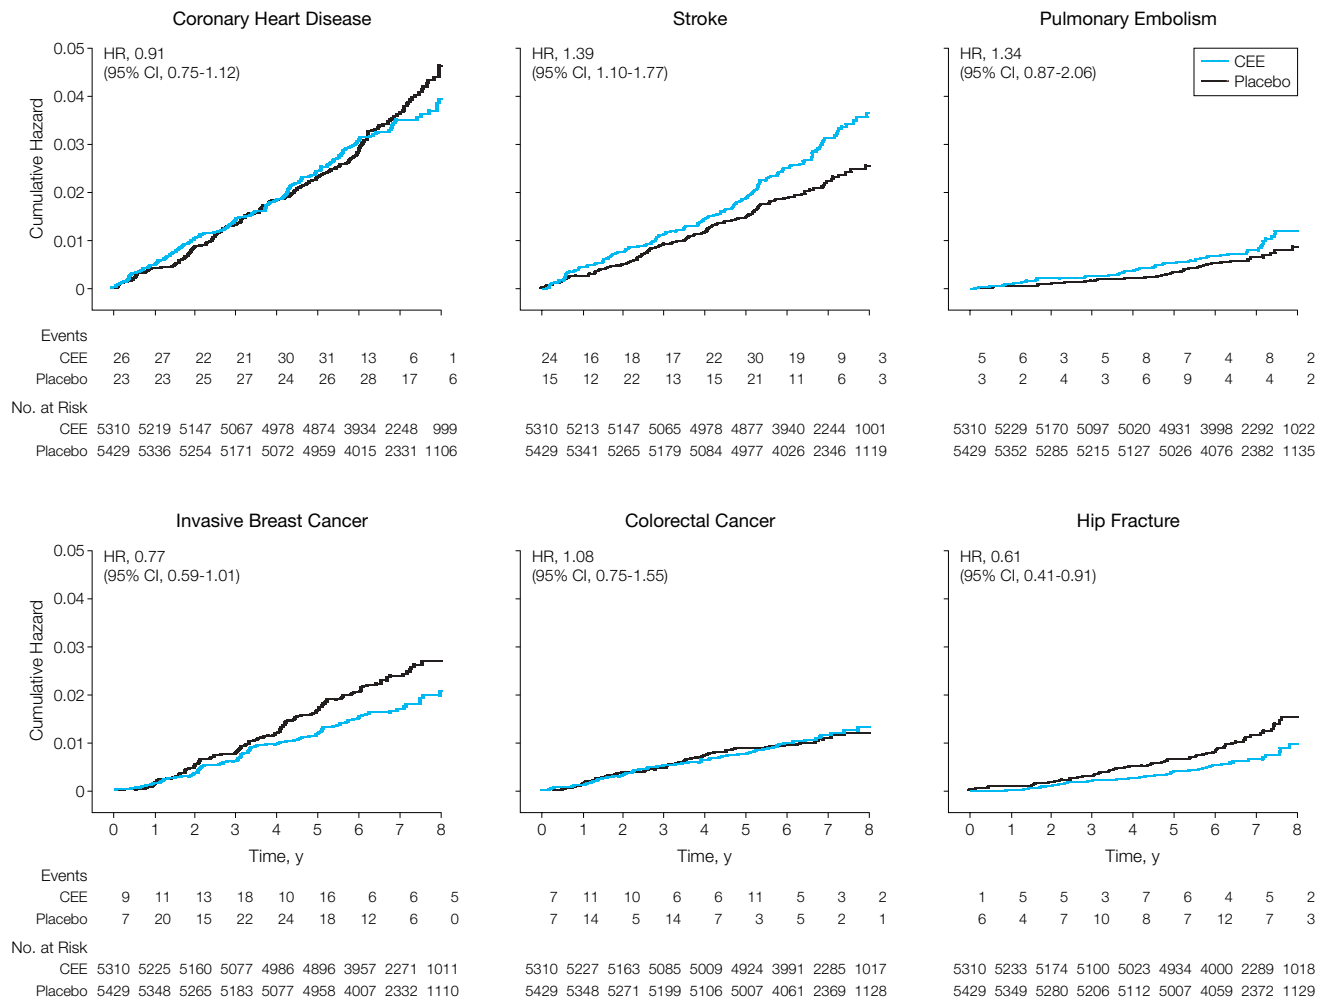 Coronary Heart Disease
Stroke
Pulmonary Embolism
HR, 0.91
(95% CI, 0.75-1.12)
HR, 1.39
(95% CI, 1.10-1.77)
HR, 1.34
(95% CI, 0.87-2.06)
CEE
Placebo
Cumulative Hazard
0.05
0.04
0.03
0.02
0.01
0
Events
CEE 26 27 22 21 30 31 13 6 1 24 16 18 17 22 30 19 9 3 5 6 3 5 8 7 4 8 2
Placebo 23 23 25 27 24 26 28 17 6 15 12 22 13 15 21 11 6 3 3 2 4 3 6 9 4 4 2
No. at Risk
CEE 5310 5219 5147 5067 4978 4874 3934 2248 999 5310 5213 5147 5065 4978 4877 3940 2244 1001 5310 5229 5170 5097 5020 4931 3998 2292 1022
Placebo 5429 5336 5254 5171 5072 4959 4015 2331 1106 5429 5341 5265 5179 5084 4977 4026 2346 1119 5429 5352 5285 5215 5127 5026 4076 2382 1135
Invasive Breast Cancer
Colorectal Cancer
Hip Fracture
HR, 0.77
(95% CI, 0.59-1.01)
HR, 1.08
(95% CI, 0.75-1.55)
HR, 0.61
(95% CI, 0.41-0.91)
Cumulative Hazard
0.05
0.04
0.03
0.02
0.01
0
0 1 2 3 4 5 6 7 8
0 1 2 3 4 5 6 7 8
0 1 2 3 4 5 6 7 8
Time, y
Time, y
Time, y
Events
CEE 9 11 13 18 10 16 6 6 5 7 11 10 6 6 11 5 3 2 1 5 5 3 7 6 4 5 2
Placebo 7 20 15 22 24 18 12 6 0 7 14 5 14 7 3 5 2 1 6 4 7 10 8 7 12 7 3
No. at Risk
CEE 5310 5225 5160 5077 4986 4896 3957 2271 1011 5310 5227 5163 5085 5009 4924 3991 2285 1017 5310 5233 5174 5100 5023 4934 4000 2289 1018
Placebo 5429 5348 5265 5183 5077 4958 4007 2332 1110 5429 5348 5271 5199 5106 5007 4061 2369 1128 5429 5349 5280 5206 5112 5007 4059 2372 1129